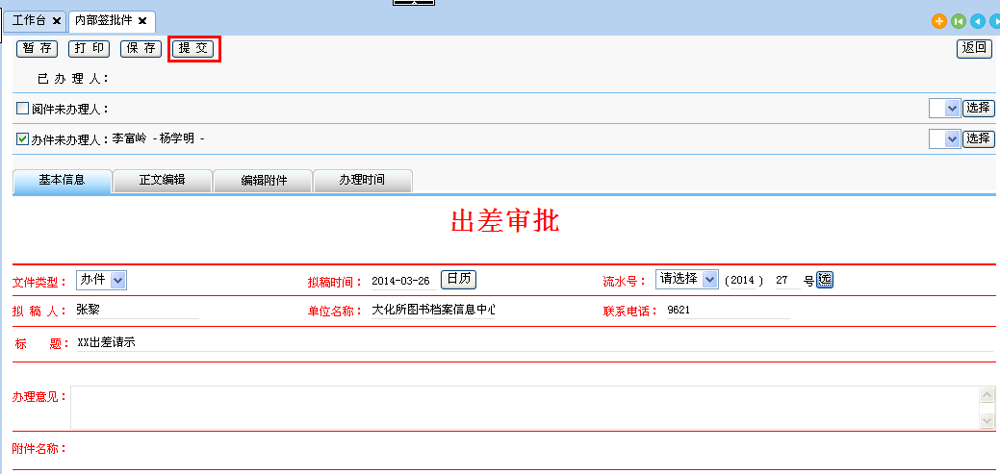 工作台 内部签批件
暂 存 打 印 保 存 提 交 返回
已 办 理 人：
阅件未办理人： 选择
办件未办理人：李富岭 -杨学明 - 选择
基本信息 正文编辑 编辑附件 办理时间
出差审批
文件类型： 办件 拟稿时间： 2014-03-26 日历 流水号： 请选择 (2014 ) 27 号 选
拟 稿 人： 张黎 单位名称： 大化所图书档案信息中心 联系电话： 9621
标 题： XX出差请示
办理意见：
附件名称：